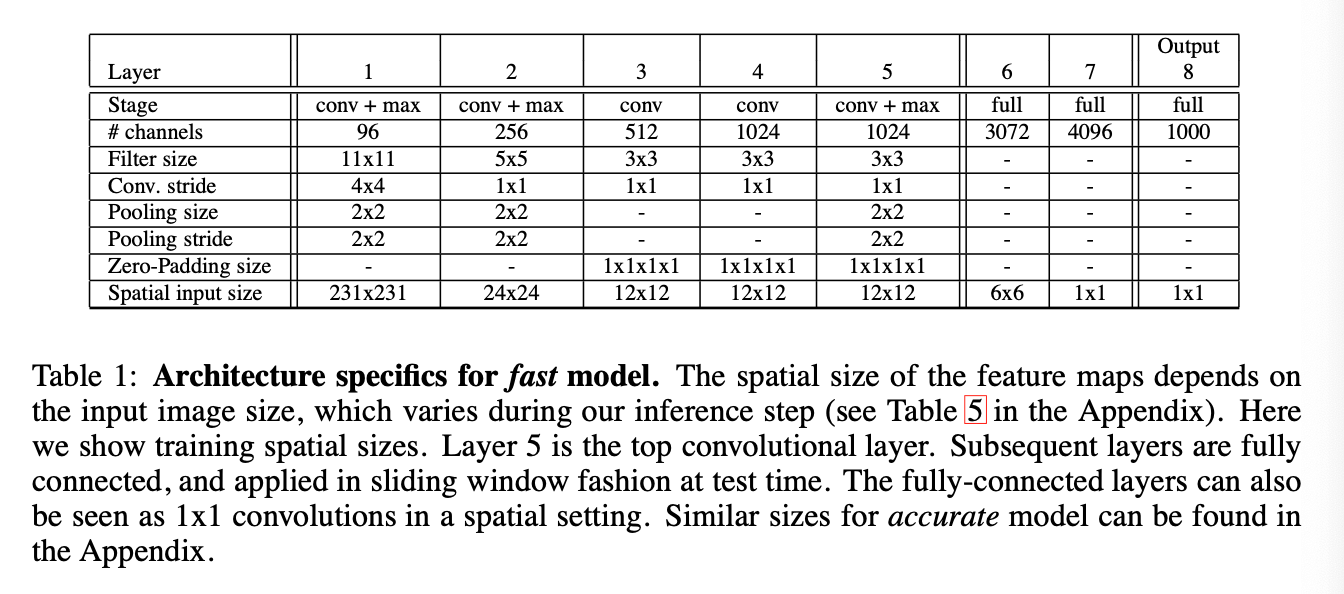 Output
Layer 1 2 3 4 5 6 7 8
Stage conv + max conv + max conv conv conv + max full full full
# channels 96 256 512 1024 1024 3072 4096 1000
Filter size 11x11 5x5 3x3 3x3 3x3 - - -
Conv. stride 4x4 1x1 1x1 1x1 1x1 - - -
Pooling size 2x2 2x2 - - 2x2 - - -
Pooling stride 2x2 2x2 - - 2x2 - - -
Zero-Padding size - - 1x1x1x1 1x1x1x1 1x1x1x1 - - -
Spatial input size 231x231 24x24 12x12 12x12 12x12 6x6 1x1 1x1
Table 1: Architecture specifics for fast model. The spatial size of the feature maps depends on
the input image size, which varies during our inference step (see Table 5 in the Appendix). Here
we show training spatial sizes. Layer 5 is the top convolutional layer. Subsequent layers are fully
connected, and applied in sliding window fashion at test time. The fully-connected layers can also
be seen as 1x1 convolutions in a spatial setting. Similar sizes for accurate model can be found in
the Appendix.